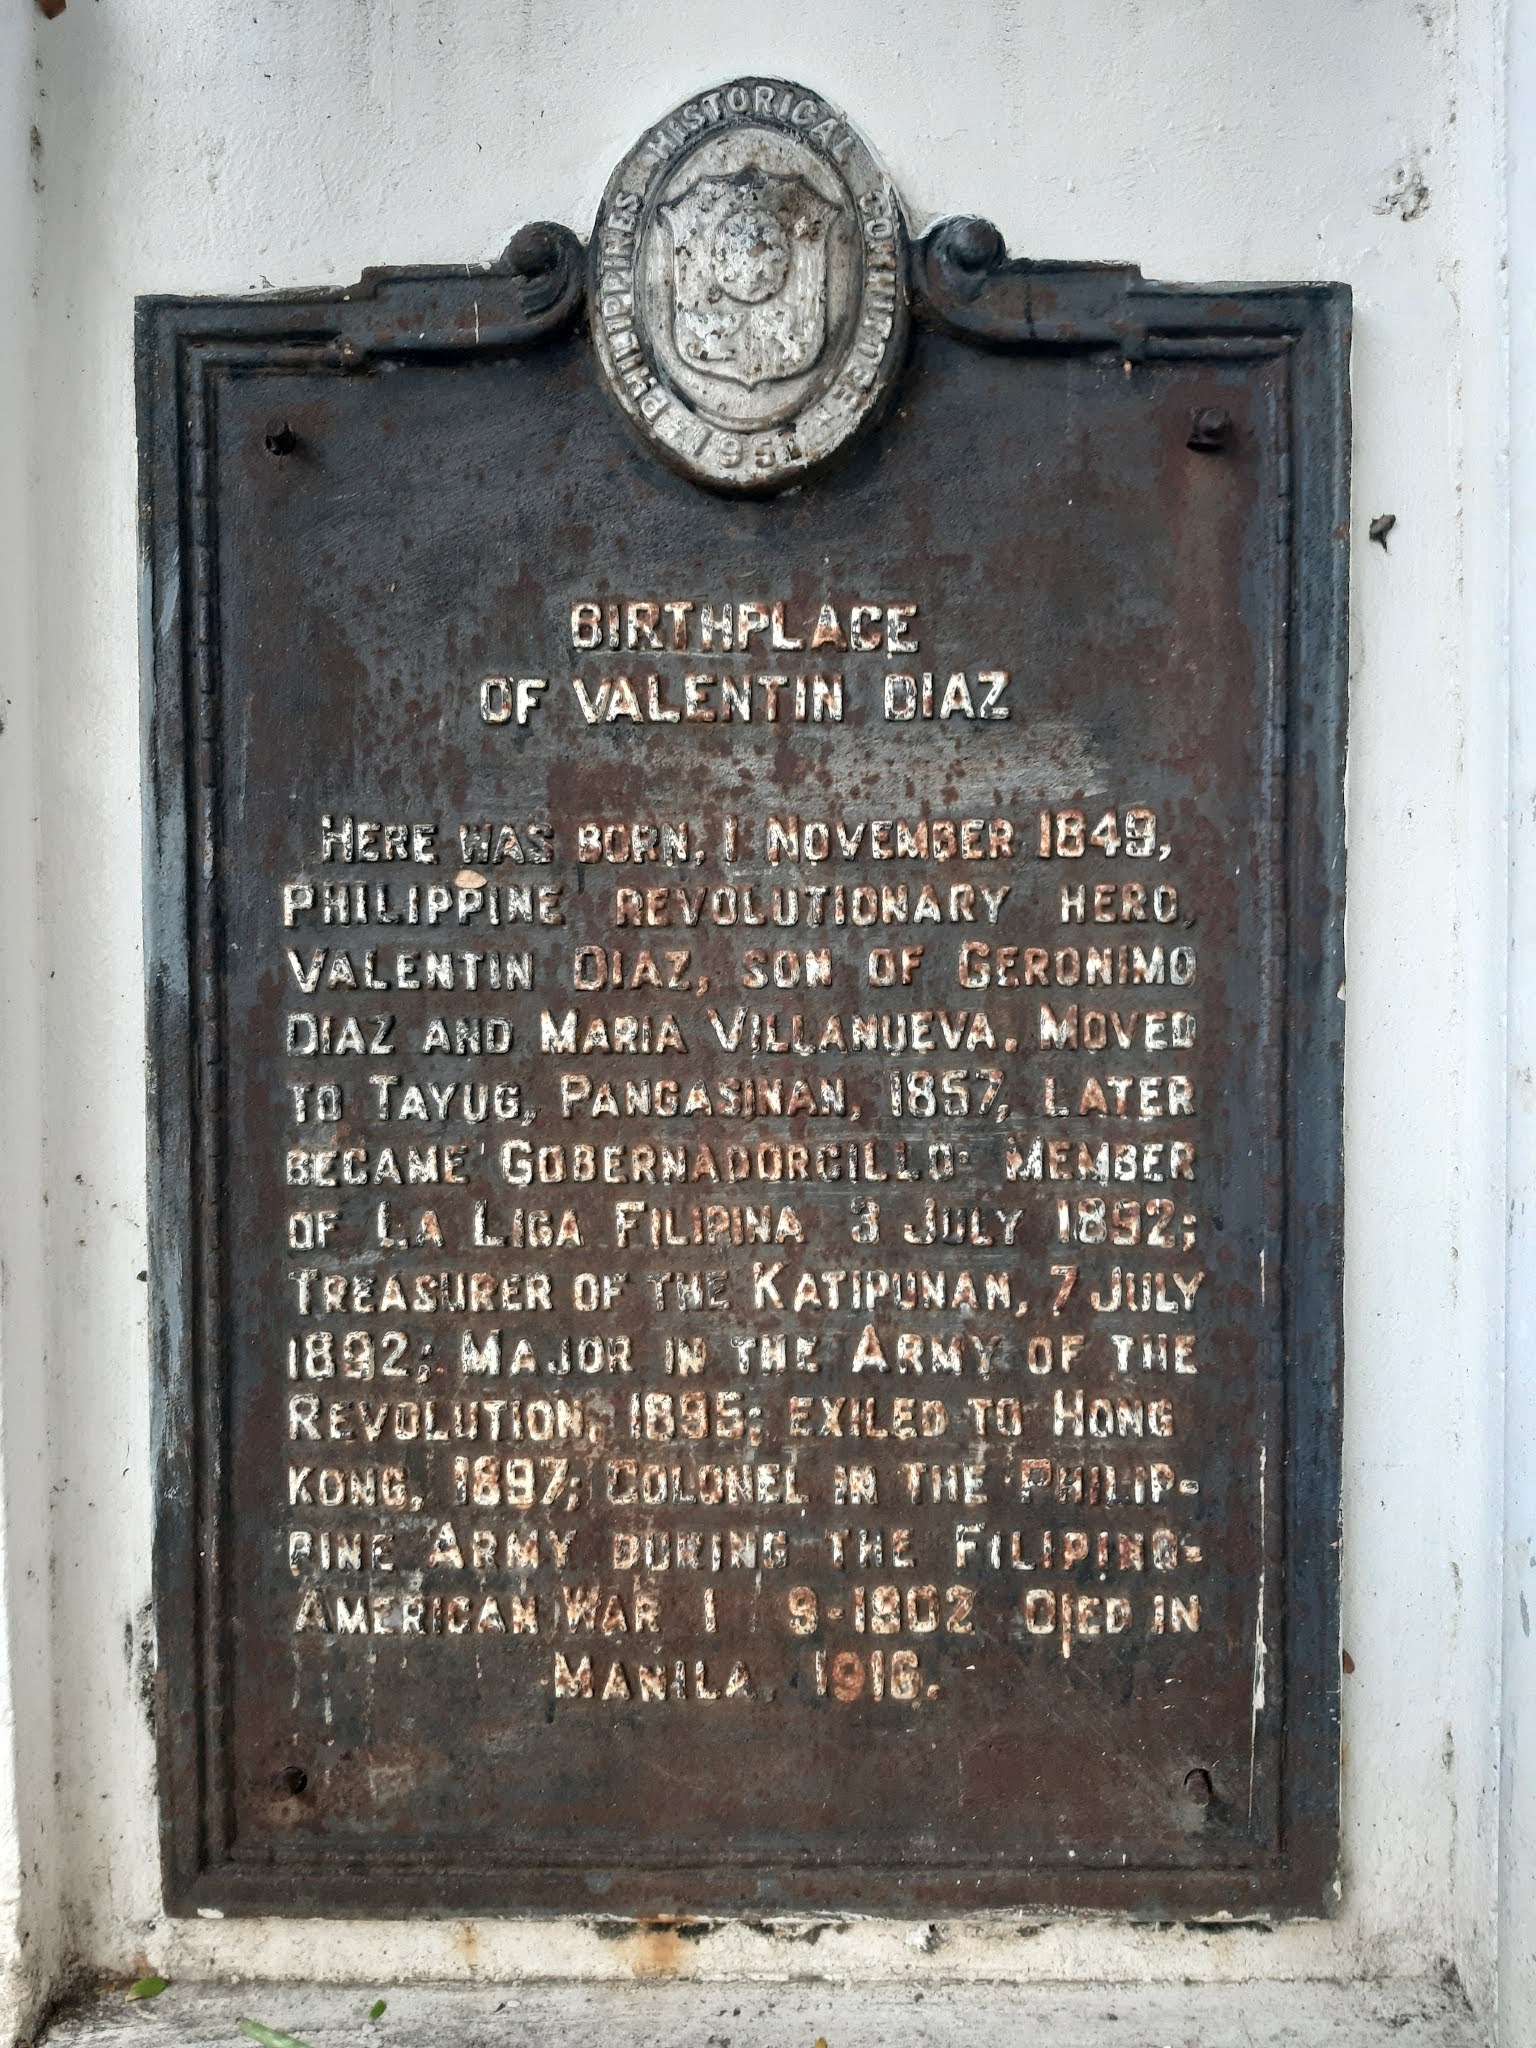 PHILIPPINES HISTORICAL COMMITTEE
1951
BIRTHPLACE
OF VALENTIN DIAZ
HERE WAS BORN, 1 NOVEMBER 1849,
PHILIPPINE REVOLUTIONARY HERO,
VALENTIN DIAZ, SON OF GERONIMO
DIAZ AND MARIA VILLANUEVA. MOVED
TO TAYUG, PANGASINAN, 1857, LATER
BECAME GOBERNADORCILLO; MEMBER
OF LA LIGA FILIPINA 3 JULY 1892;
TREASURER OF THE KATIPUNAN, 7 JULY
1892; MAJOR IN THE ARMY OF THE
REVOLUTION, 1895; EXILED TO HONG
KONG, 1897; COLONEL IN THE PHILIP-
PINE ARMY DURING THE FILIPINO-
AMERICAN WAR 1 9-1902 DIED IN
MANILA, 1916.